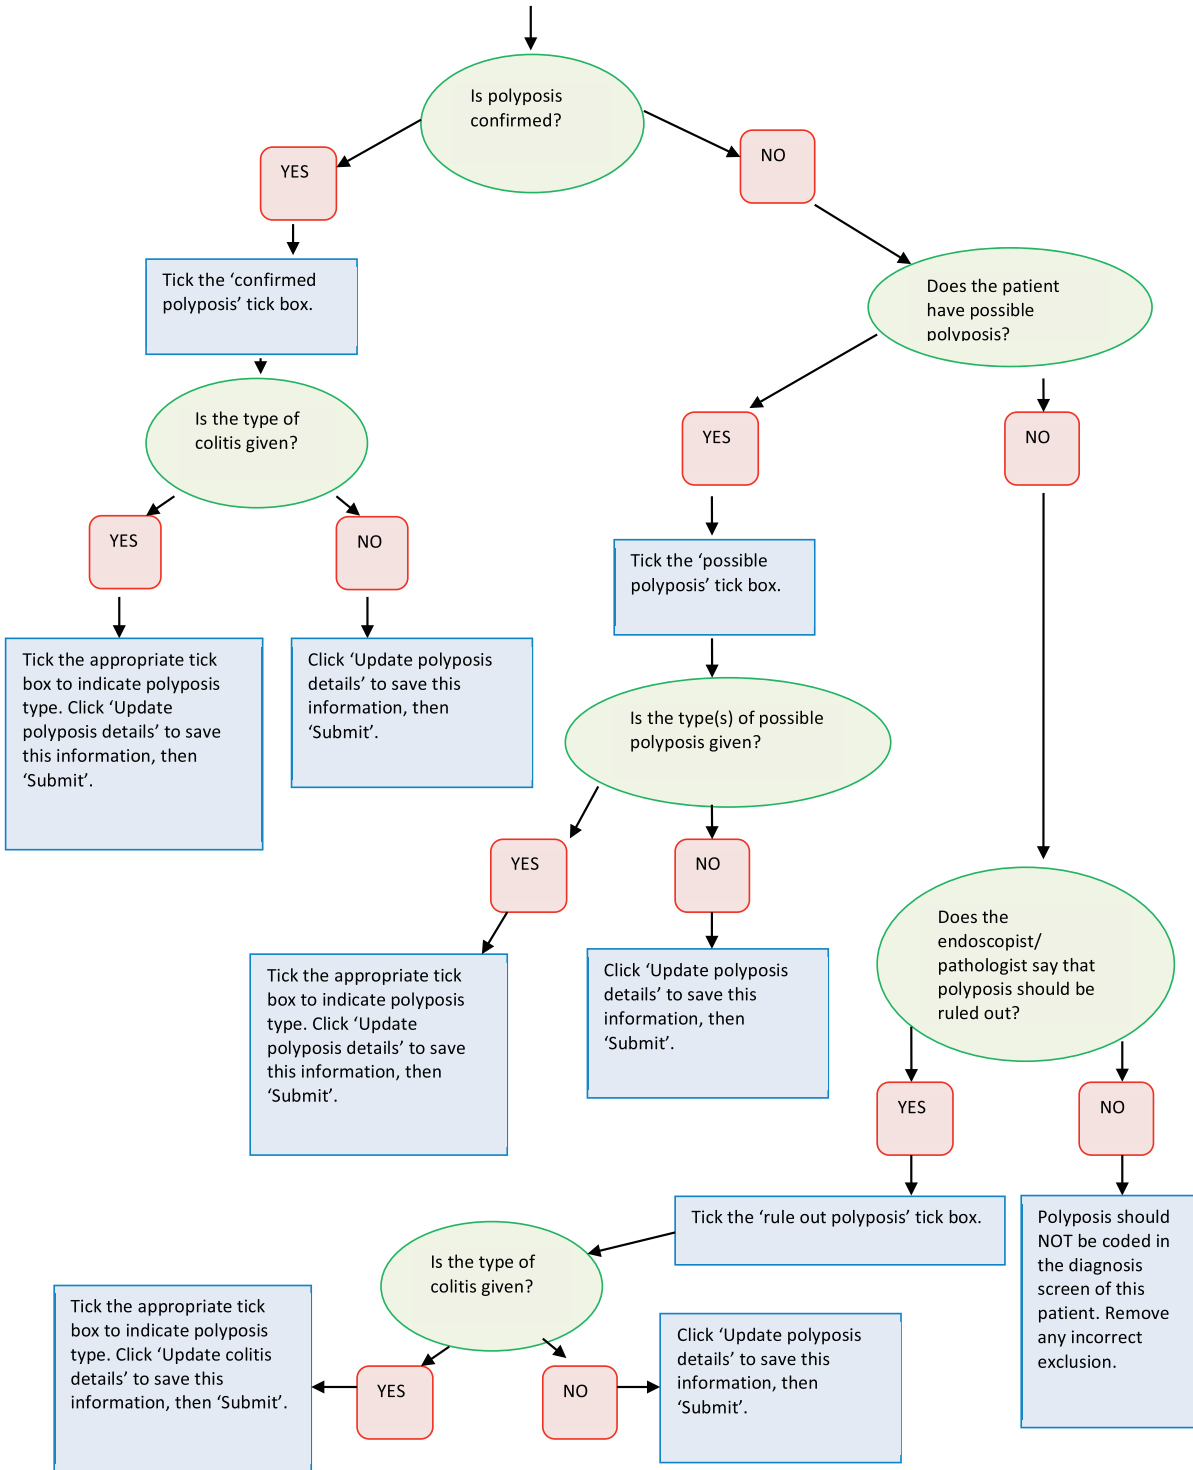 Is polyposis
confirmed?
YES
NO
Tick the ‘confirmed
polyposis’ tick box.
Does the patient
have possible
polyposis?
Is the type of
colitis given?
YES
NO
YES
NO
Tick the ‘possible
polyposis’ tick box.
Tick the appropriate tick
box to indicate polyposis
type. Click ‘Update
polyposis details’ to save
this information, then
‘Submit’.
Click ‘Update polyposis
details’ to save this
information, then
‘Submit’.
Is the type(s) of possible
polyposis given?
YES
NO
Does the
endoscopist/
pathologist say that
polyposis should be
ruled out?
Tick the appropriate tick
box to indicate polyposis
type. Click ‘Update
polyposis details’ to save
this information, then
‘Submit’.
Click ‘Update polyposis
details’ to save this
information, then
‘Submit’.
YES
NO
Tick the ‘rule out polyposis’ tick box.
Polyposis should
NOT be coded in
the diagnosis
screen of this
patient. Remove
any incorrect
exclusion.
Is the type of
colitis given?
Tick the appropriate tick
box to indicate polyposis
type. Click ‘Update colitis
details’ to save this
information, then ‘Submit’.
YES
NO
Click ‘Update polyposis
details’ to save this
information, then
‘Submit’.